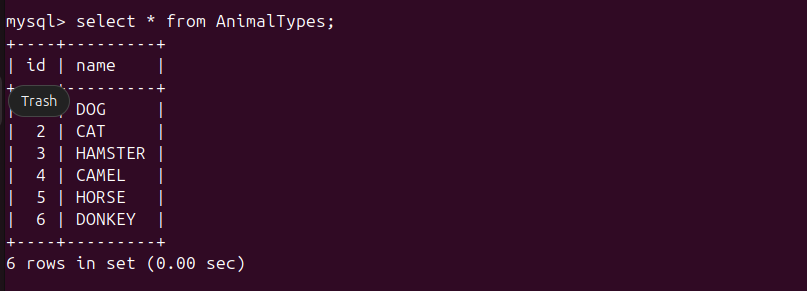 mysql> select * from AnimalTypes;
+----+---------+
| id | name    |
+----+---------+
Trash
| DOG     |
|  2 | CAT     |
|  3 | HAMSTER |
|  4 | CAMEL   |
|  5 | HORSE   |
|  6 | DONKEY  |
+----+---------+
6 rows in set (0.00 sec)